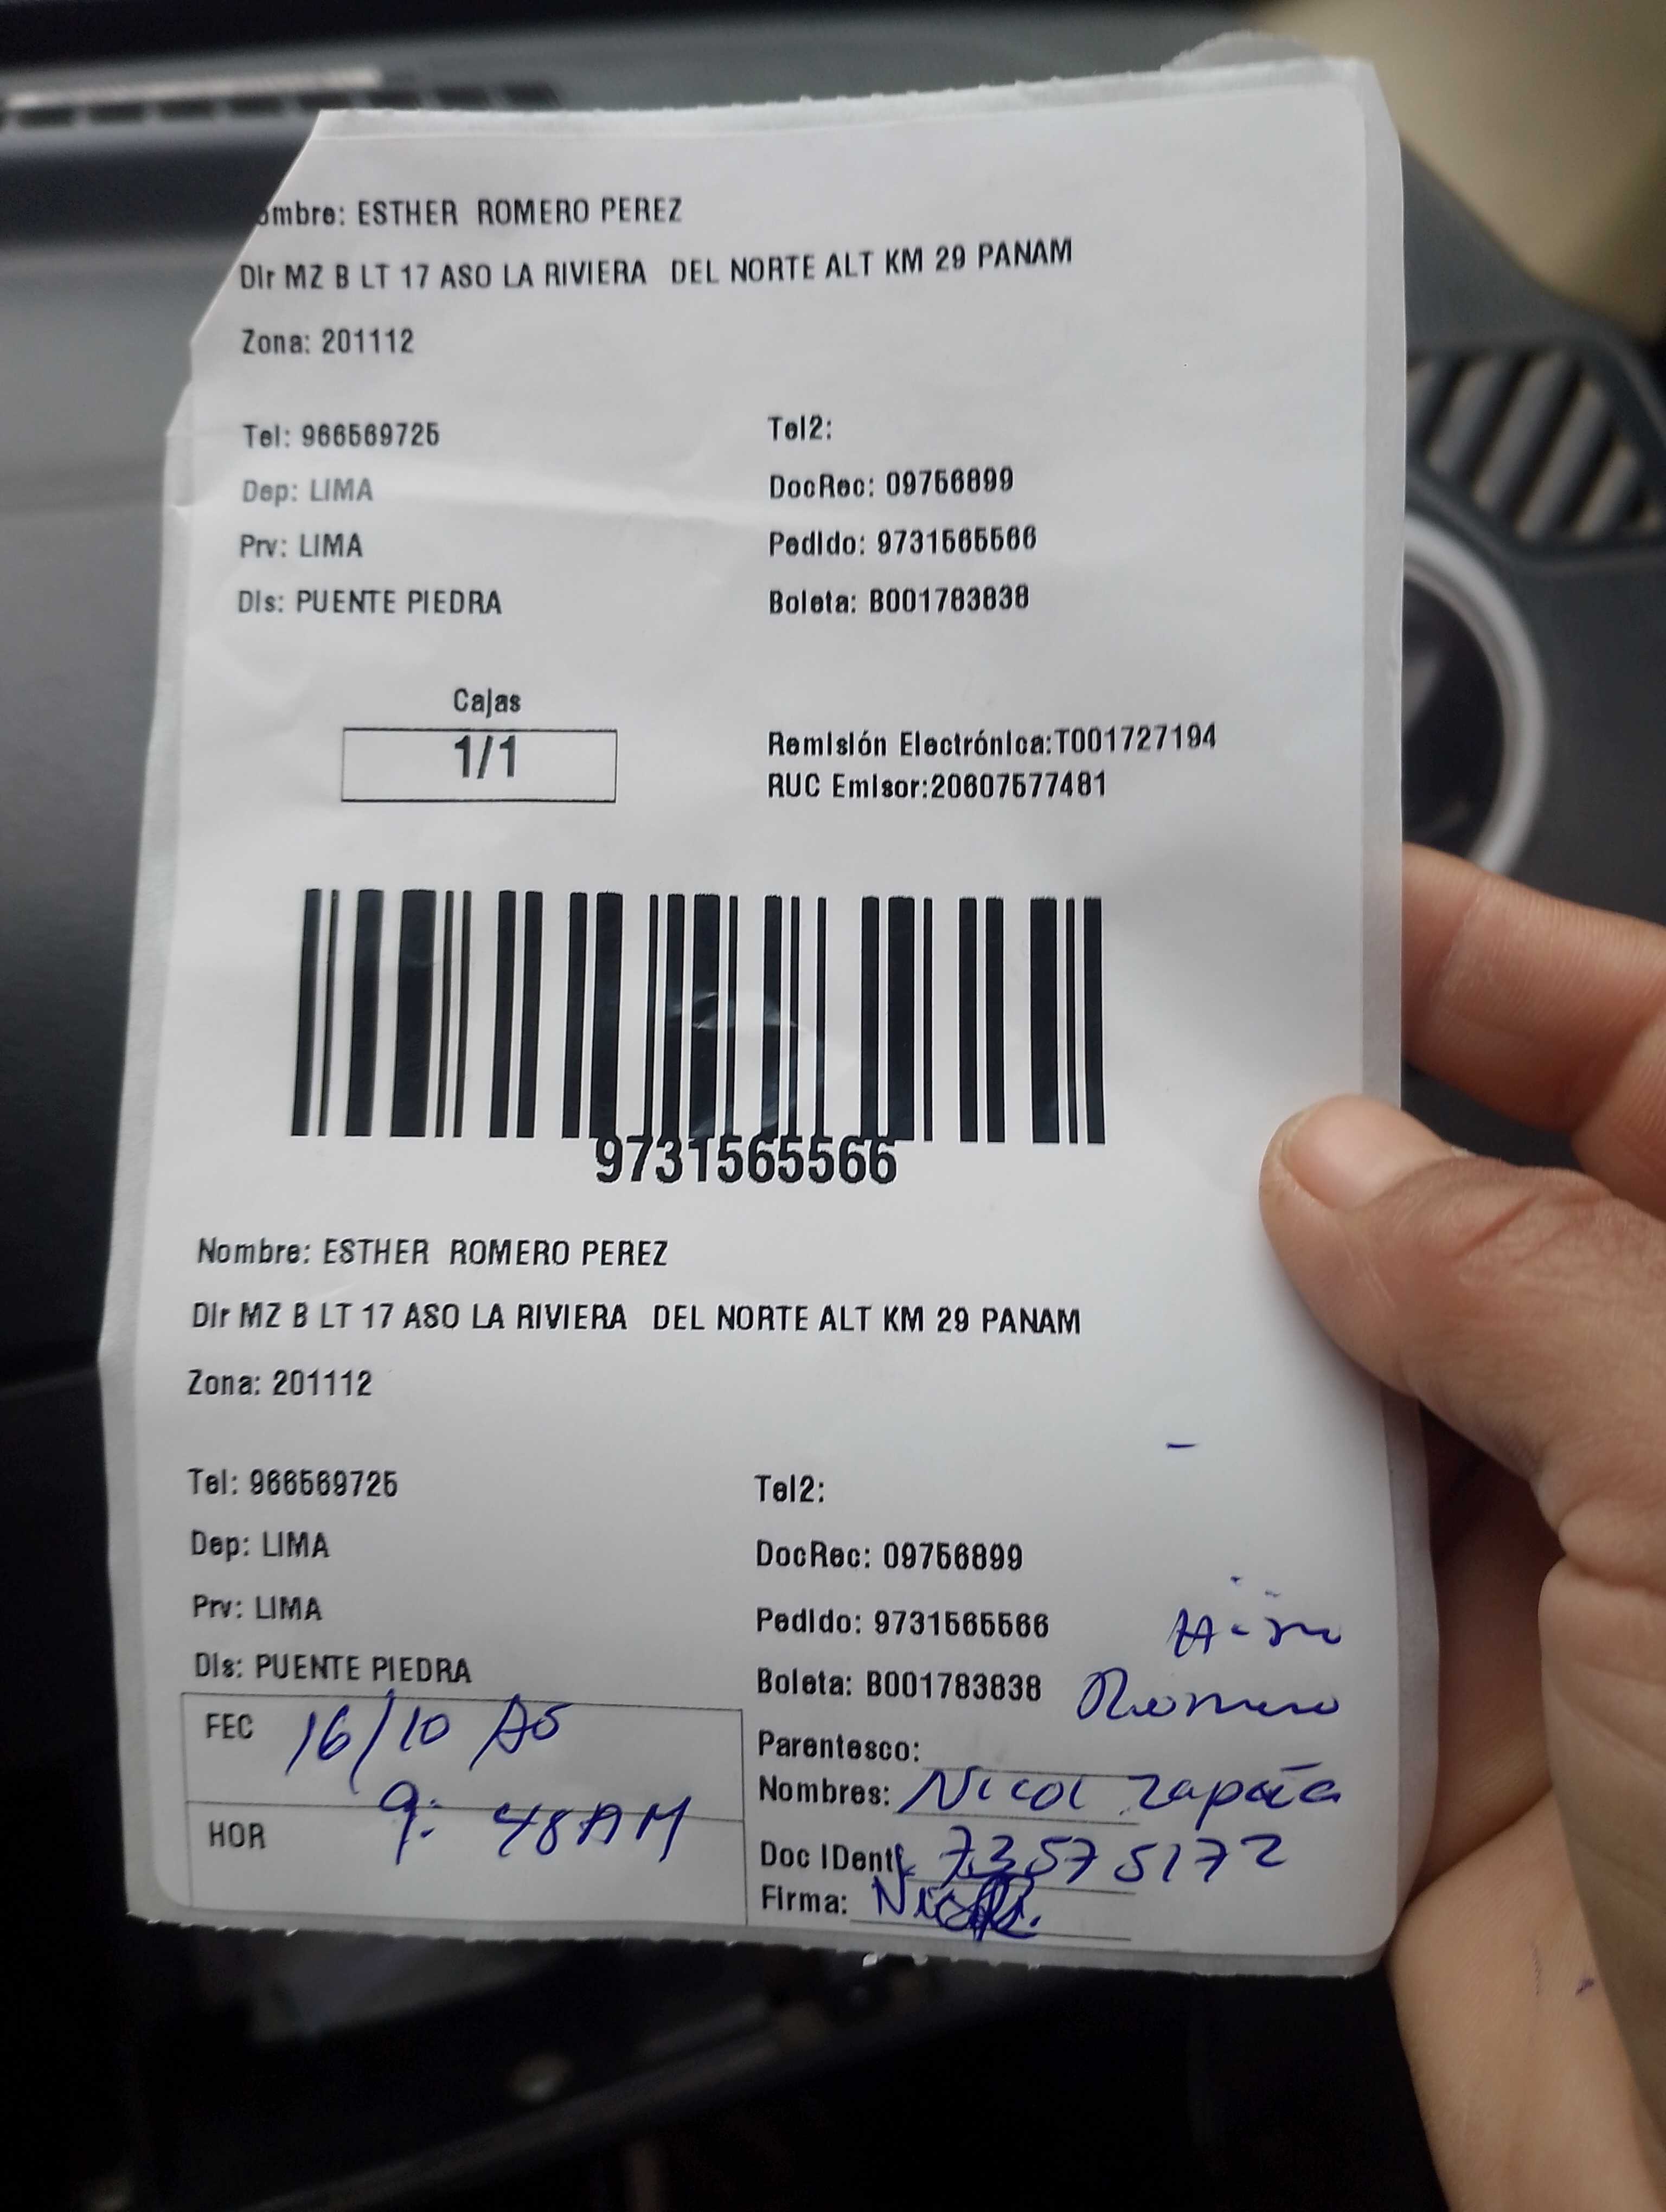 ombre: ESTHER ROMERO PEREZ
Dir MZ B LT 17 ASO LA RIVIERA DEL NORTE ALT KM 29 PANAM
Zona: 201112
Tel: 966569725 Tel2:
Dep: LIMA DocRec: 09756899
Prv: LIMA Pedido: 9731565566
Dis: PUENTE PIEDRA Boleta: B001783838
Cajas
1/1
Remisión Electrónica:T001727194
RUC Emisor:20607577481
9731565566
Nombre: ESTHER ROMERO PEREZ
Dir MZ B LT 17 ASO LA RIVIERA DEL NORTE ALT KM 29 PANAM
Zona: 201112
Tel: 966569725 Tel2:
Dep: LIMA DocRec: 09756899
Prv: LIMA Pedido: 9731565566
Dis: PUENTE PIEDRA Boleta: B001783838 Romero
FEC 16/10
HOR 9:48 AM
Parentesco:
Nombres: Nicol Zapata
Doc IDent: 73575172
Firma: